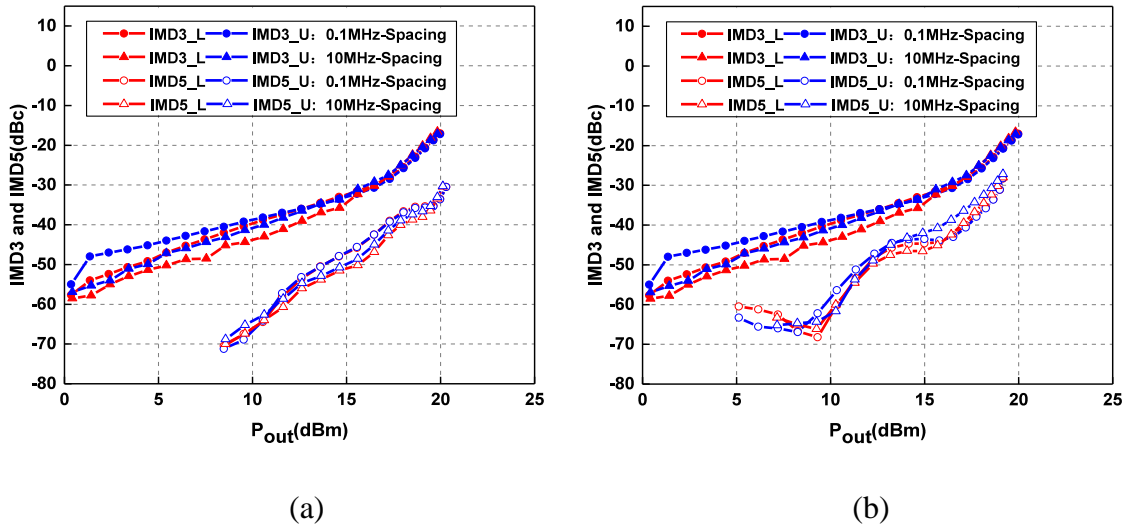 IMD3_L IMD3_U: 0.1MHz-Spacing
IMD3_L IMD3_U: 10MHz-Spacing
IMD5_L IMD5_U: 0.1MHz-Spacing
IMD5_L IMD5_U: 10MHz-Spacing
IMD3 and IMD5(dBc)
10
0
-10
-20
-30
-40
-50
-60
-70
-80
0 5 10 15 20 25
Pout(dBm)
(a)
IMD3_L IMD3_U: 0.1MHz-Spacing
IMD3_L IMD3_U: 10MHz-Spacing
IMD5_L IMD5_U: 0.1MHz-Spacing
IMD5_L IMD5_U: 10MHz-Spacing
IMD3 and IMD5(dBc)
10
0
-10
-20
-30
-40
-50
-60
-70
-80
0 5 10 15 20 25
Pout(dBm)
(b)